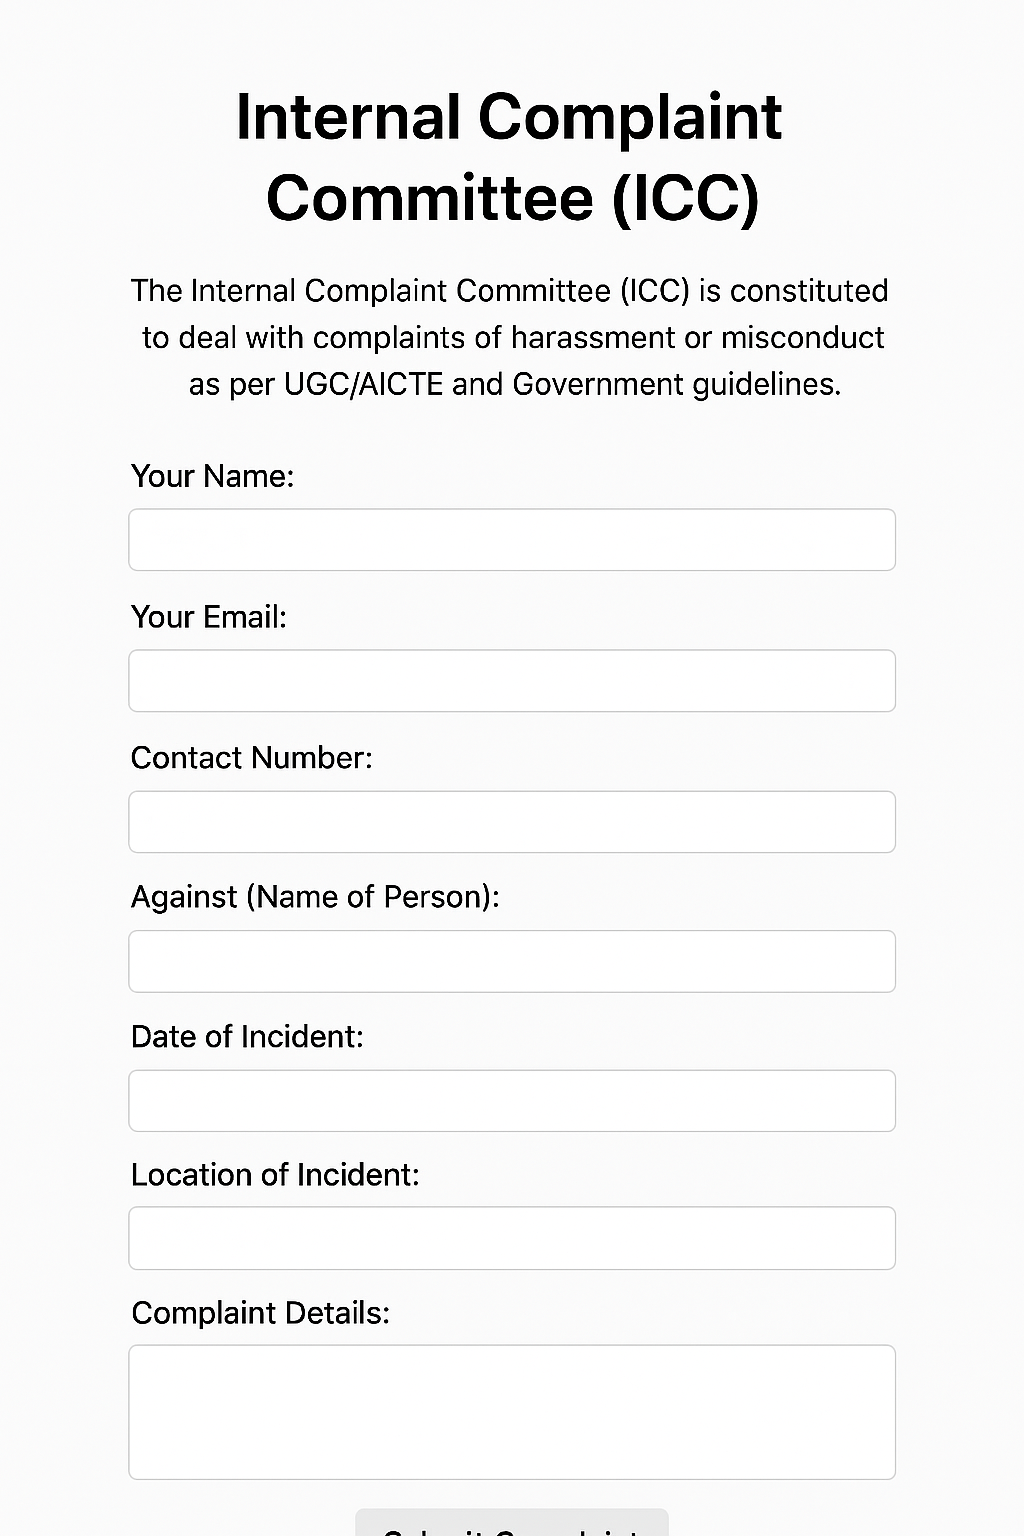 Internal Complaint
Committee (ICC)
The Internal Complaint Committee (ICC) is constituted
to deal with complaints of harassment or misconduct
as per UGC/AICTE and Government guidelines.
Your Name:
Your Email:
Contact Number:
Against (Name of Person):
Date of Incident:
Location of Incident:
Complaint Details:
Submit Complaint